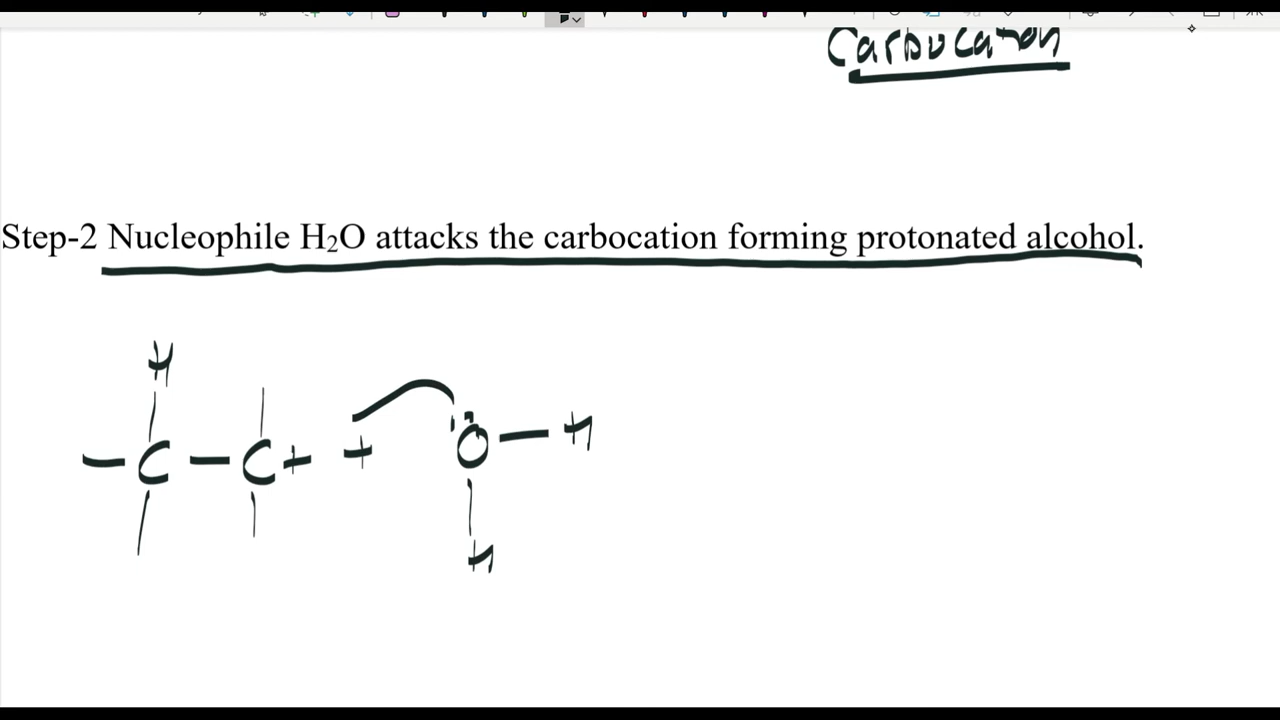 Carbocation
Step-2 Nucleophile H₂O attacks the carbocation forming protonated alcohol.
H
– C – C+ + Ö – H
H